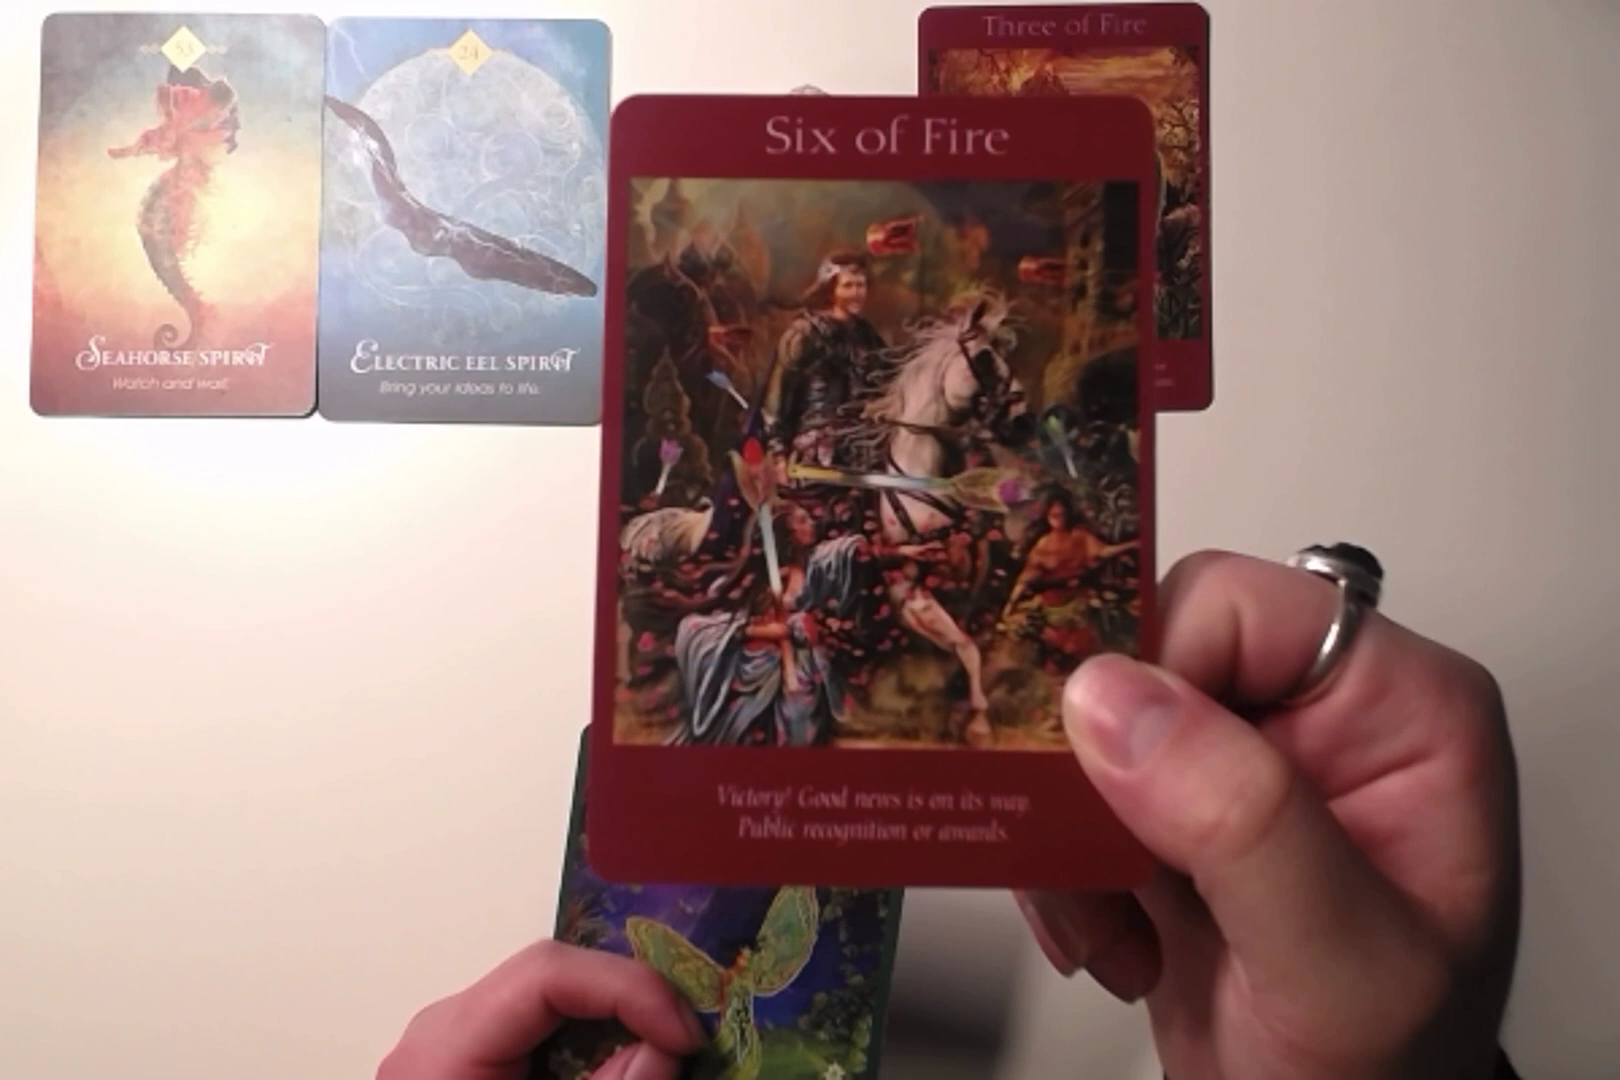 53
SEAHORSE SPIRIT
Watch and wait.
24
ELECTRIC EEL SPIRIT
Bring your ideas to life.
Three of Fire
Six of Fire
Victory! Good news is on its way.
Public recognition or awards.